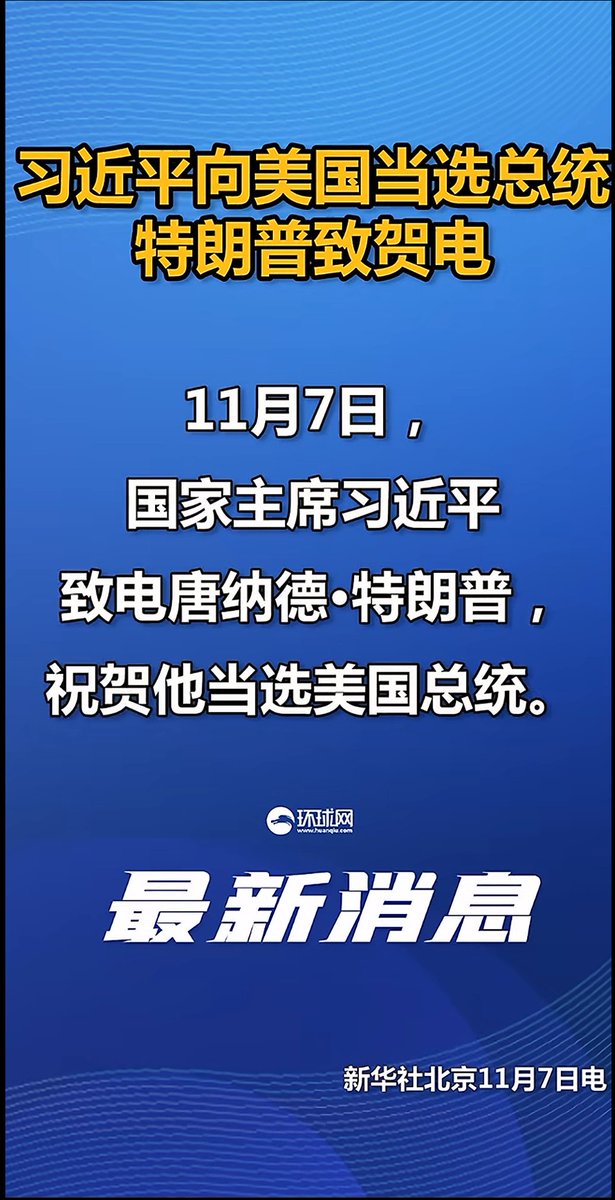 习近平向美国当选总统
特朗普致贺电
11月7日，
国家主席习近平
致电唐纳德·特朗普，
祝贺他当选美国总统。
环球网
www.huanqiu.com
最新消息
新华社北京11月7日电